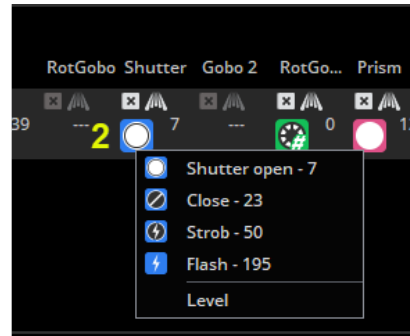 RotGobo Shutter Gobo 2 RotGo... Prism
39 --- 2 7 --- # 0
Shutter open - 7
Close - 23
Strob - 50
Flash - 195
Level